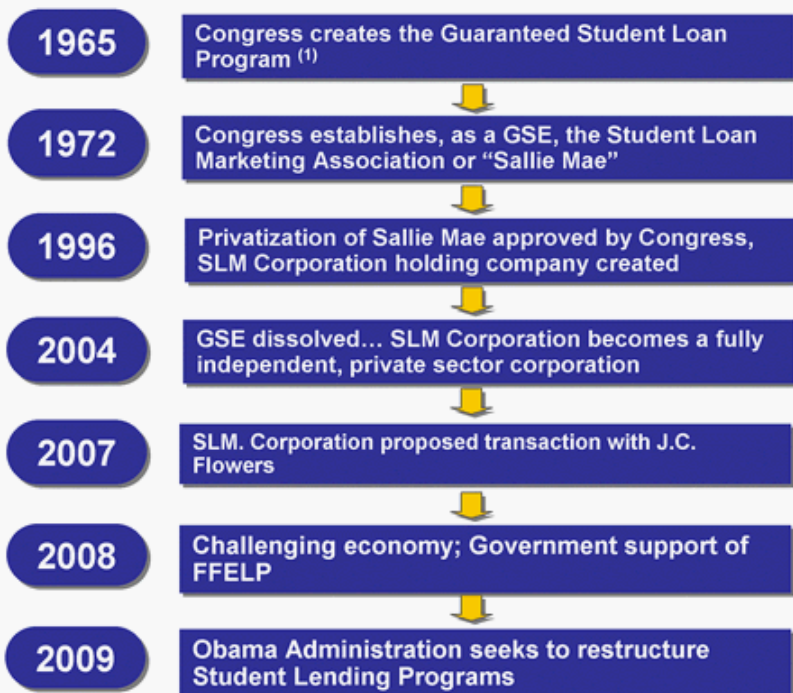 1965
Congress creates the Guaranteed Student Loan
Program (1)
1972
Congress establishes, as a GSE, the Student Loan
Marketing Association or “Sallie Mae”
1996
Privatization of Sallie Mae approved by Congress,
SLM Corporation holding company created
2004
GSE dissolved... SLM Corporation becomes a fully
independent, private sector corporation
2007
SLM. Corporation proposed transaction with J.C.
Flowers
2008
Challenging economy; Government support of
FFELP
2009
Obama Administration seeks to restructure
Student Lending Programs